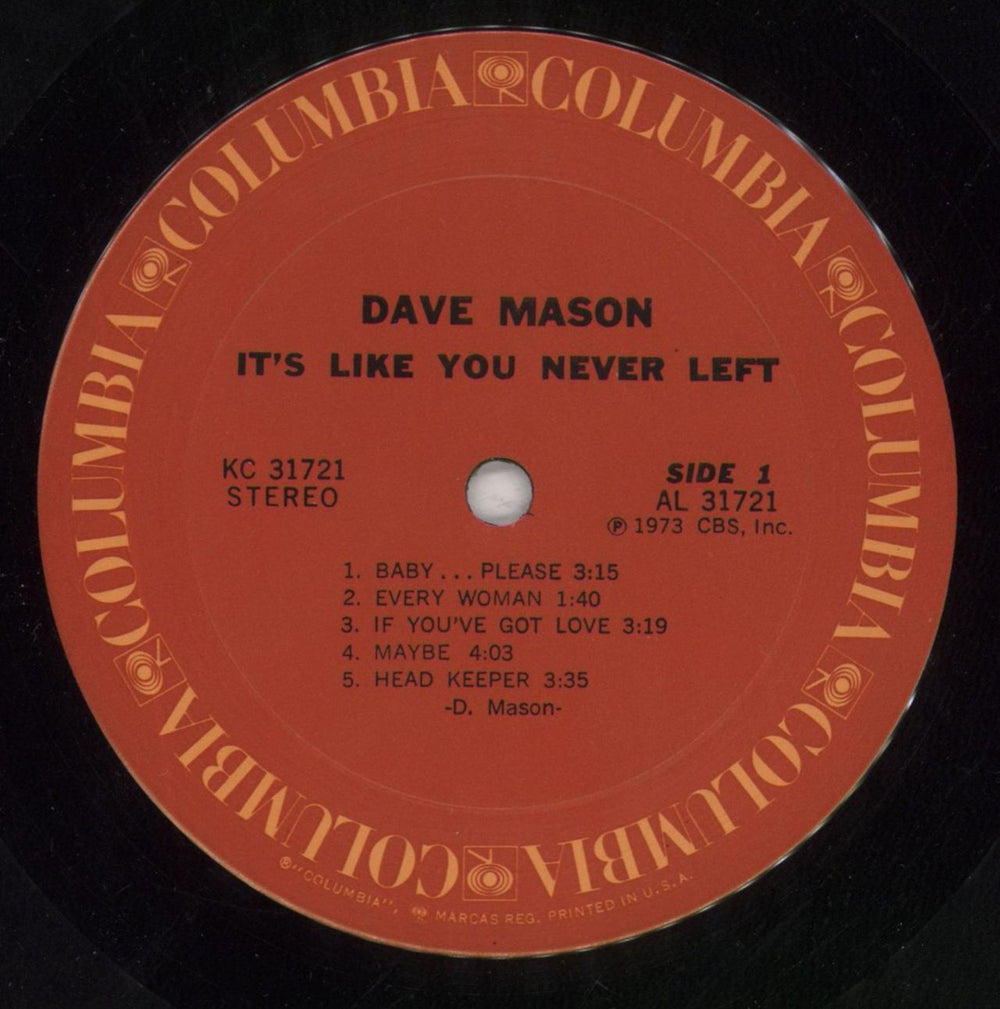 COLUMBIA COLUMBIA COLUMBIA COLUMBIA COLUMBIA COLUMBIA
DAVE MASON
IT'S LIKE YOU NEVER LEFT
KC 31721
STEREO
SIDE 1
AL 31721
Ⓟ 1973 CBS, Inc.
1. BABY... PLEASE 3:15
2. EVERY WOMAN 1:40
3. IF YOU'VE GOT LOVE 3:19
4. MAYBE 4:03
5. HEAD KEEPER 3:35
-D. Mason-
®"COLUMBIA", MARCAS REG. PRINTED IN U.S.A.